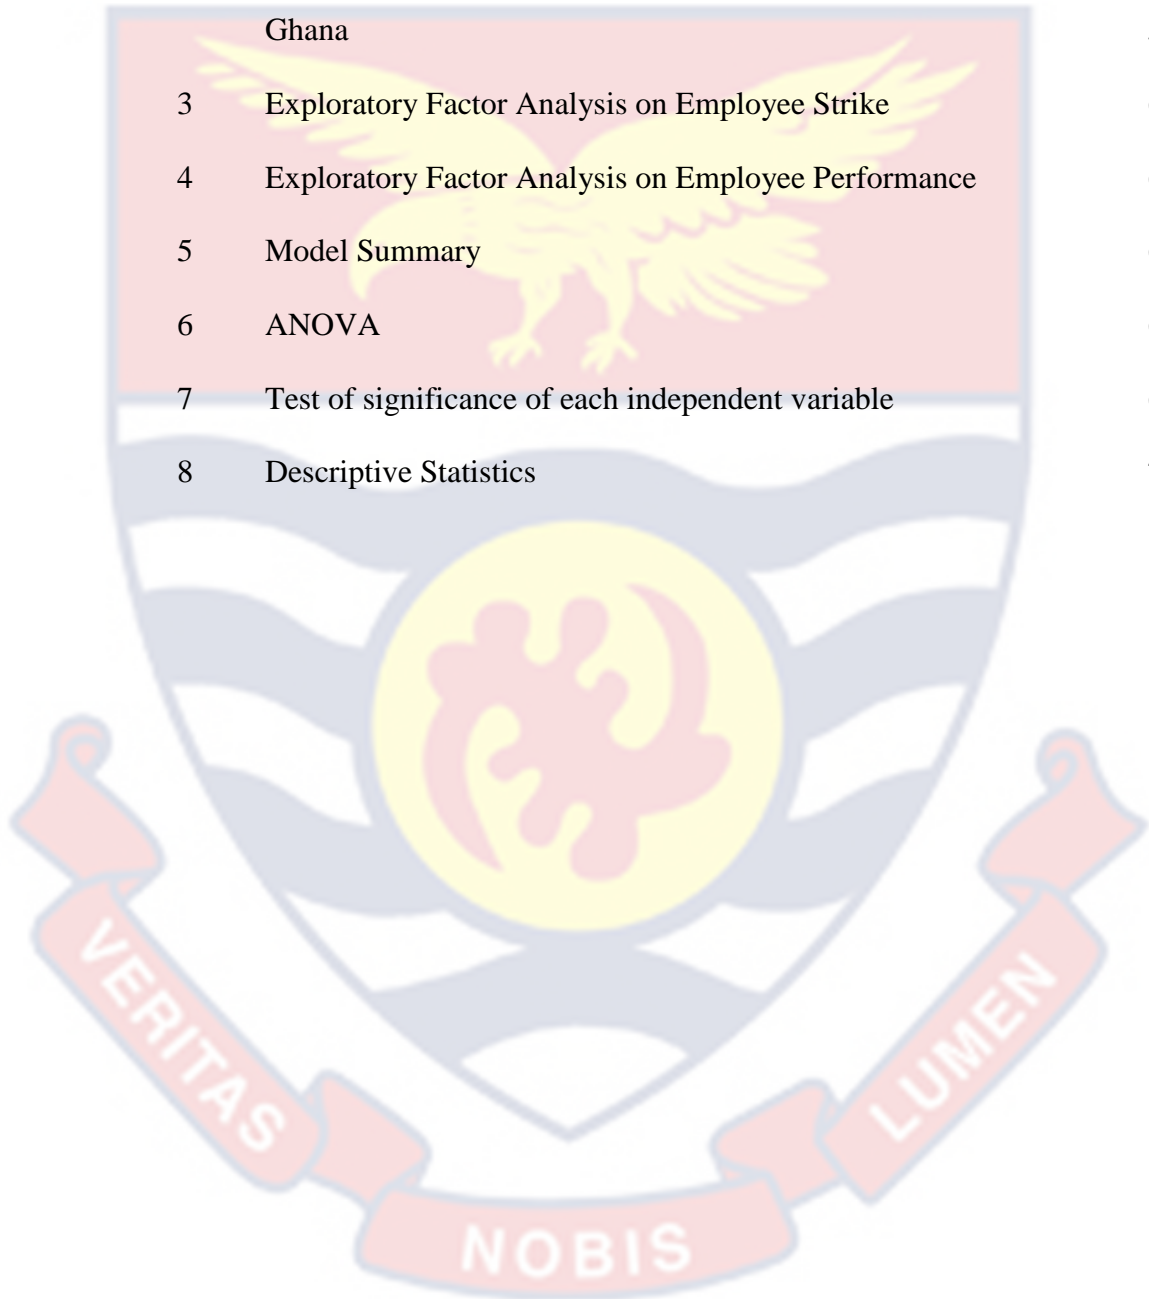 Ghana
3 Exploratory Factor Analysis on Employee Strike
4 Exploratory Factor Analysis on Employee Performance
5 Model Summary
6 ANOVA
7 Test of significance of each independent variable
8 Descriptive Statistics
VERITAS
NOBIS
LUMEN